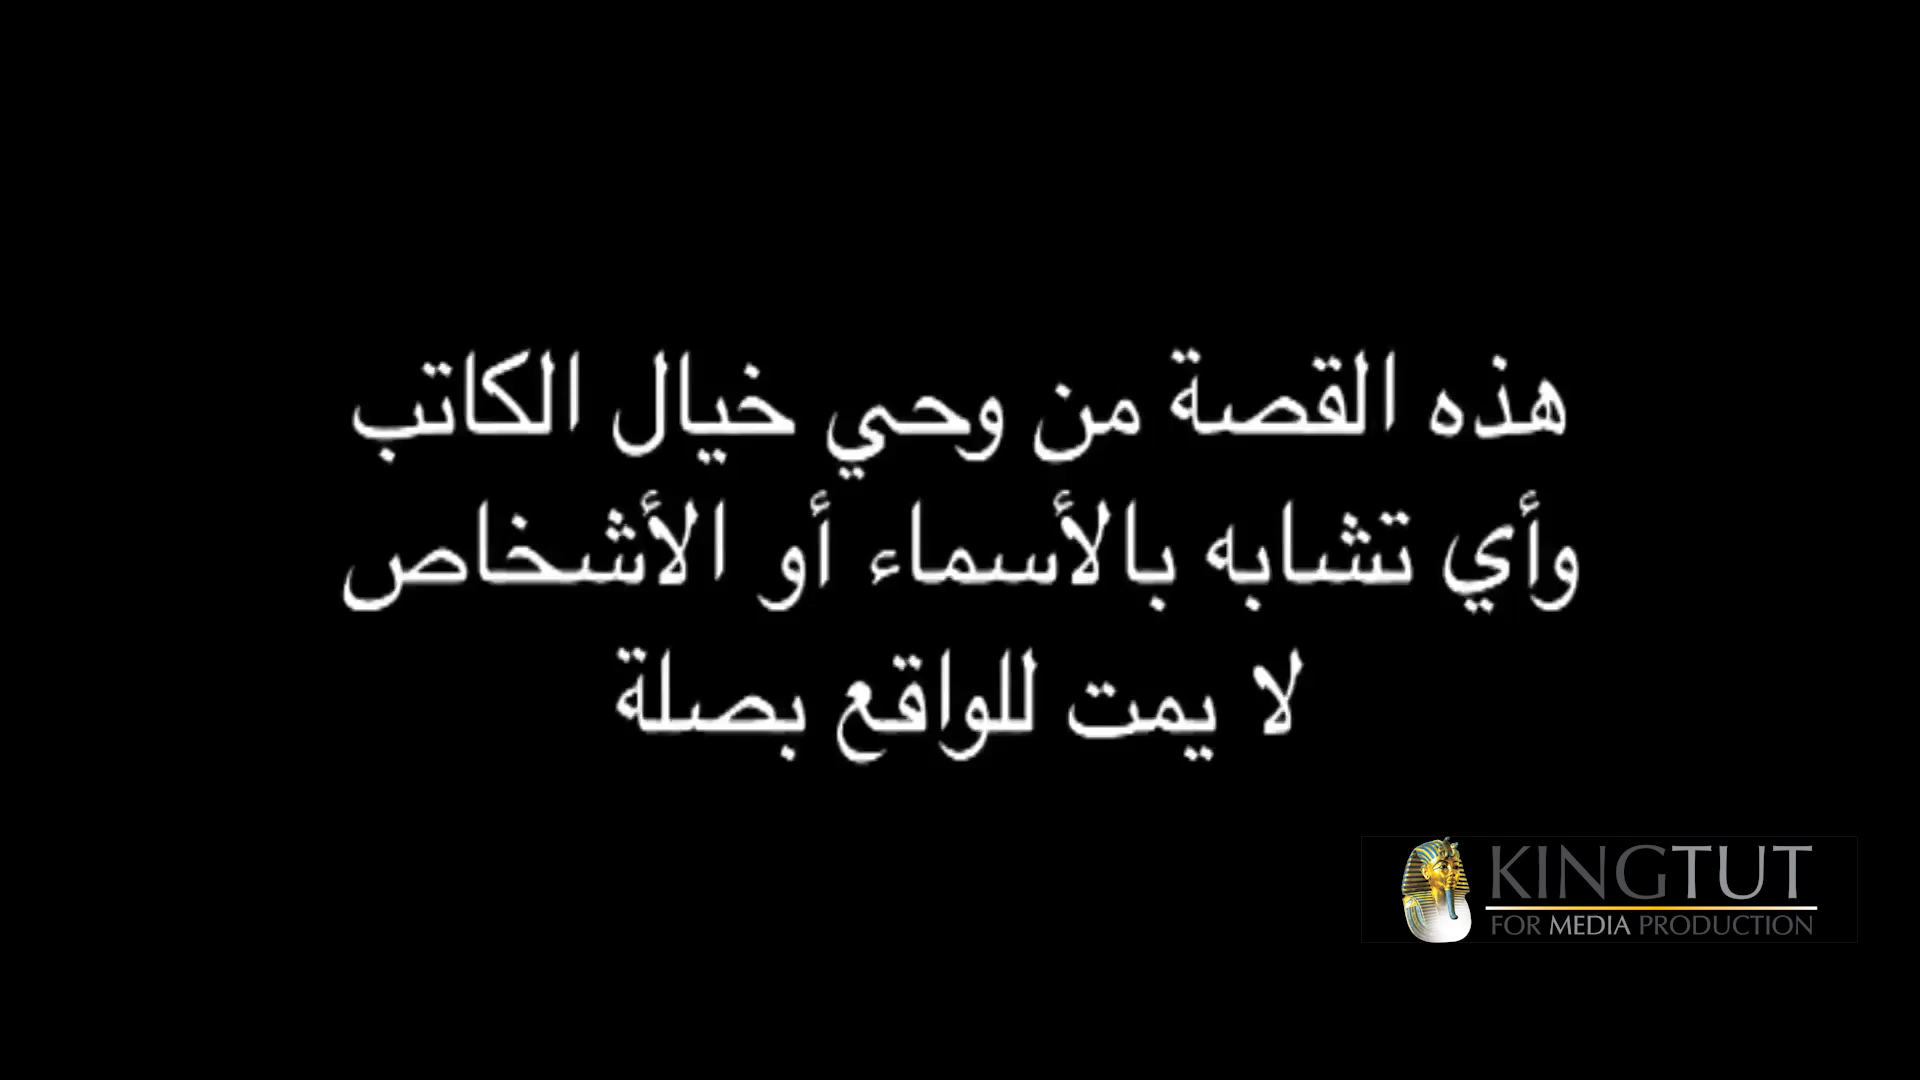 هذه القصة من وحي خيال الكاتب
وأي تشابه بالأسماء أو الأشخاص
لا يمت للواقع بصلة
KINGTUT
FOR MEDIA PRODUCTION